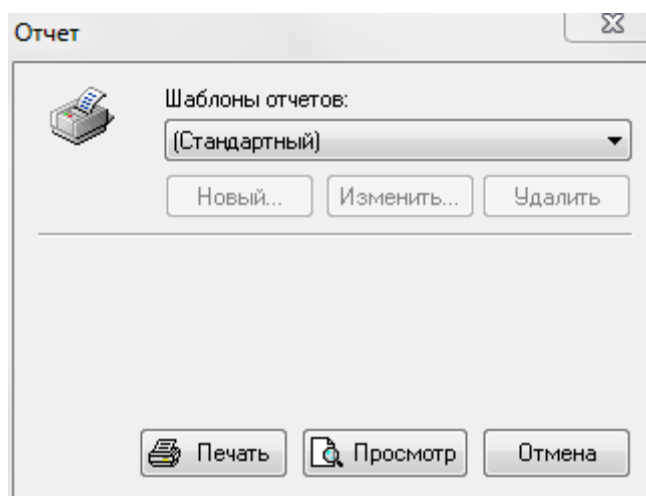 Отчет
Шаблоны отчетов:
(Стандартный)
Новый... Изменить... Удалить
Печать Просмотр Отмена